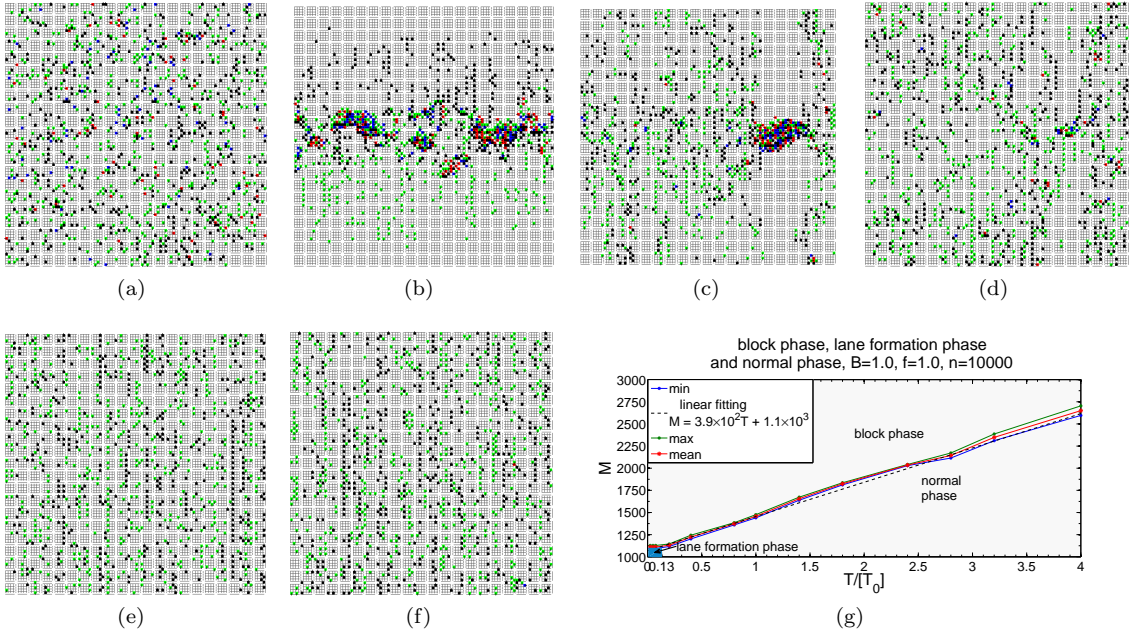 (a)
(b)
(c)
(d)
(e)
(f)
block phase, lane formation phase
and normal phase, B=1.0, f=1.0, n=10000
3000
2750
2500
2250
2000
1750
1500
1250
1000
M
min
linear fitting
M = 3.9×10²T + 1.1×10³
max
mean
block phase
normal
phase
lane formation phase
0 0.13 0.5 1 1.5 2 2.5 3 3.5 4
T/[T₀]
(g)